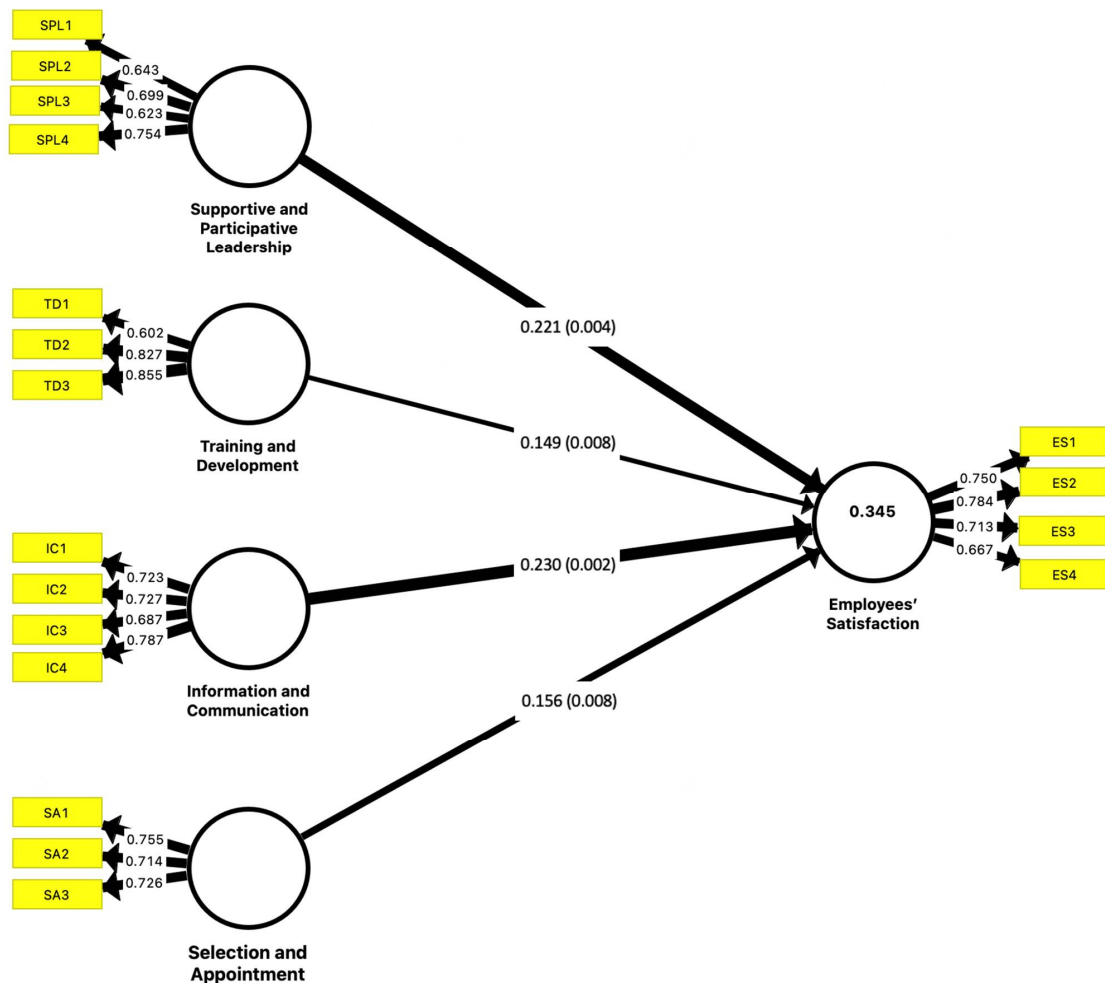 SPL1
SPL2
SPL3
SPL4
0.643
0.699
0.623
0.754
Supportive and
Participative
Leadership
0.221 (0.004)
TD1
TD2
TD3
0.602
0.827
0.855
Training and
Development
0.149 (0.008)
IC1
IC2
IC3
IC4
0.723
0.727
0.687
0.787
Information and
Communication
0.230 (0.002)
SA1
SA2
SA3
0.755
0.714
0.726
Selection and
Appointment
0.156 (0.008)
0.345
Employees’
Satisfaction
0.750
0.784
0.713
0.667
ES1
ES2
ES3
ES4